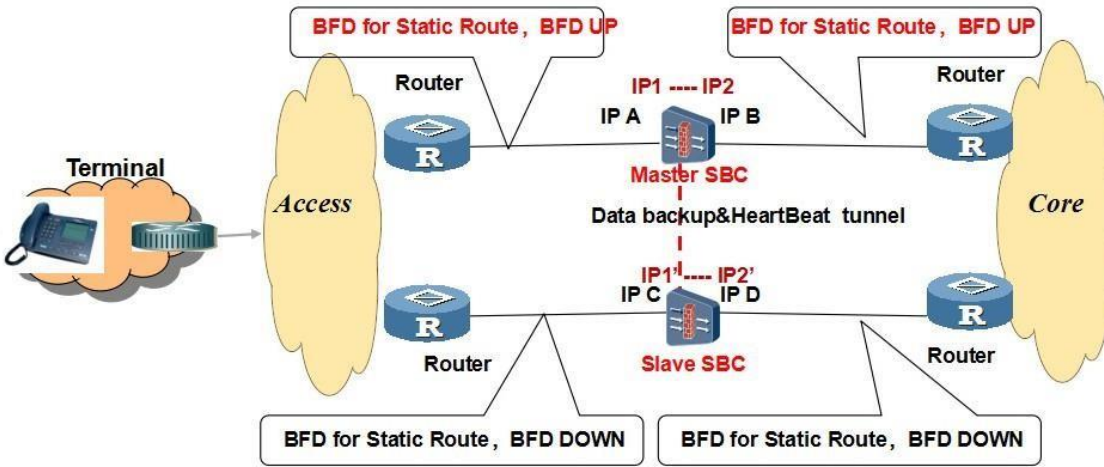 BFD for Static Route，BFD UP
BFD for Static Route，BFD UP
Router
Router
IP1 ---- IP2
IP A
IP B
R
R
Terminal
Master SBC
Access
Core
Data backup&HeartBeat tunnel
IP1’ ---- IP2’
IP C
IP D
R
R
Router
Slave SBC
Router
BFD for Static Route，BFD DOWN
BFD for Static Route，BFD DOWN